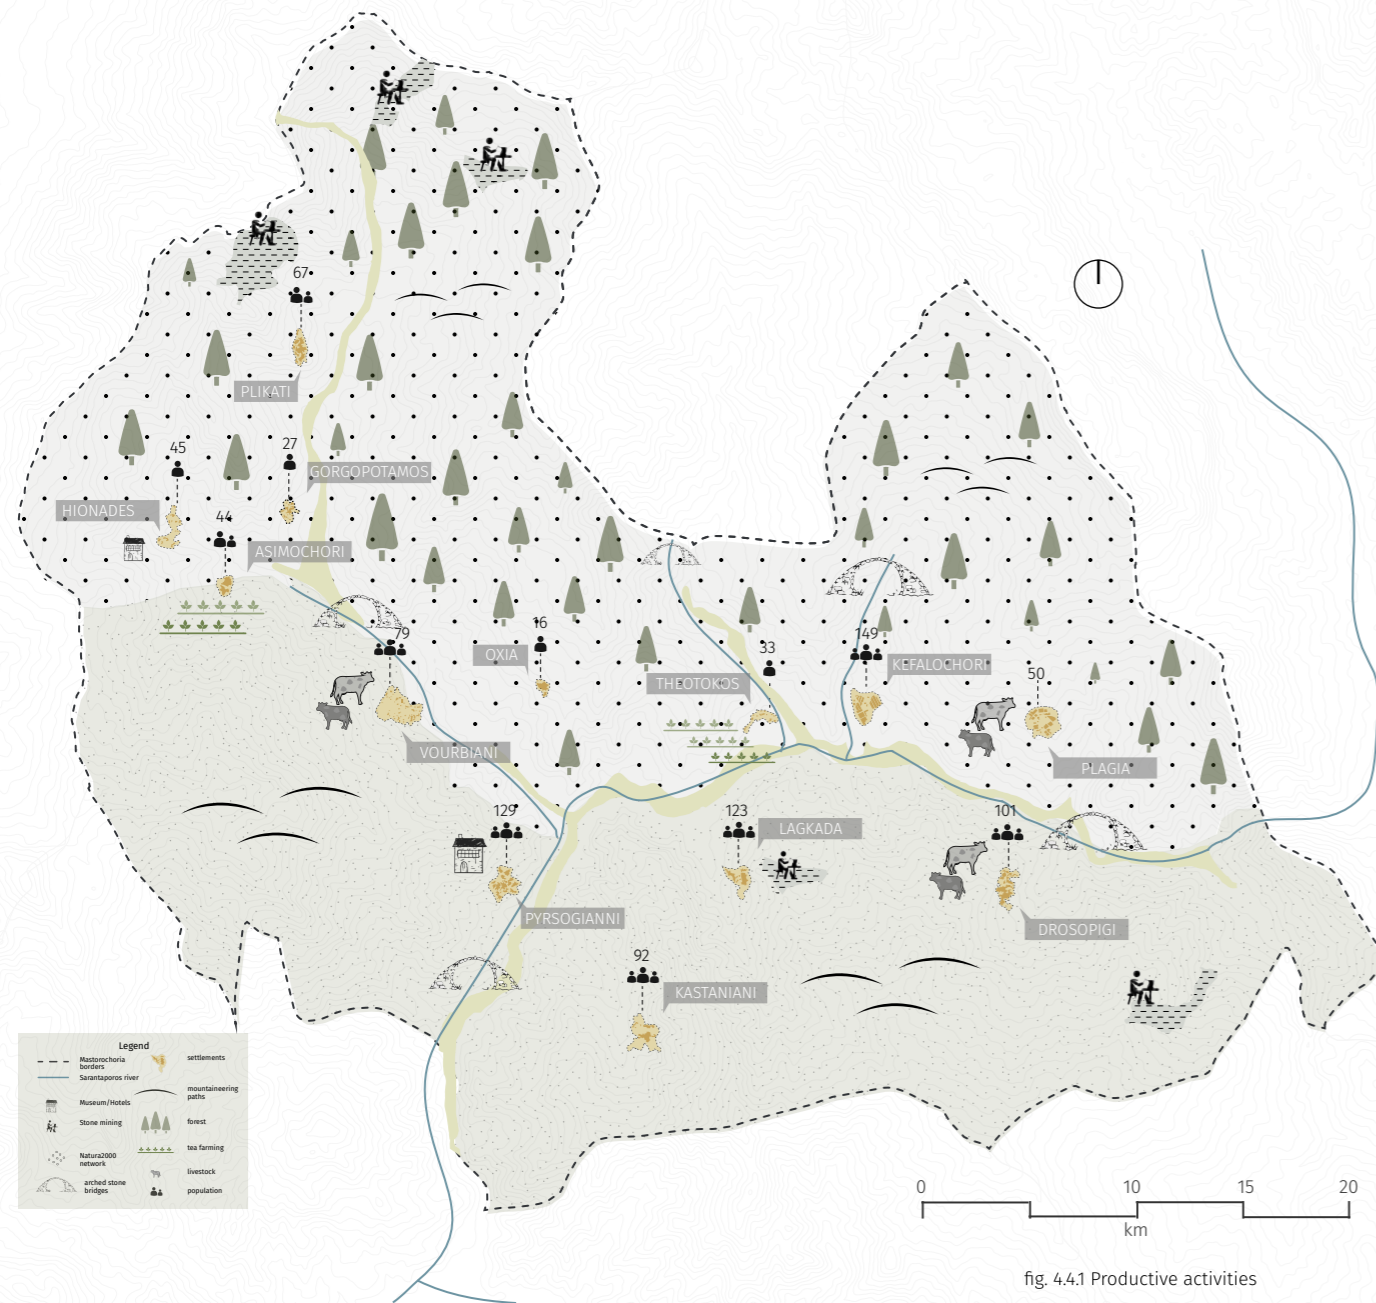 67
PLIKATI
45
27
GORGOPOTAMOS
HIONADES
44
ASIMOCHORI
79
OXIA
16
33
149
KEFALOCHORI
THEOTOKOS
50
VOURBIANI
PLAGIA
129
123
LAGKADA
101
PYRSOGIANNI
DROSOPIGI
92
KASTANIANI
Legend
Mastorochoria
borders
settlements
Sarantaporos river
mountaineering
paths
Museum/Hotels
Stone mining
forest
tea farming
Natura2000
network
livestock
arched stone
bridges
population
0 10 15 20
km
fig. 4.4.1 Productive activities